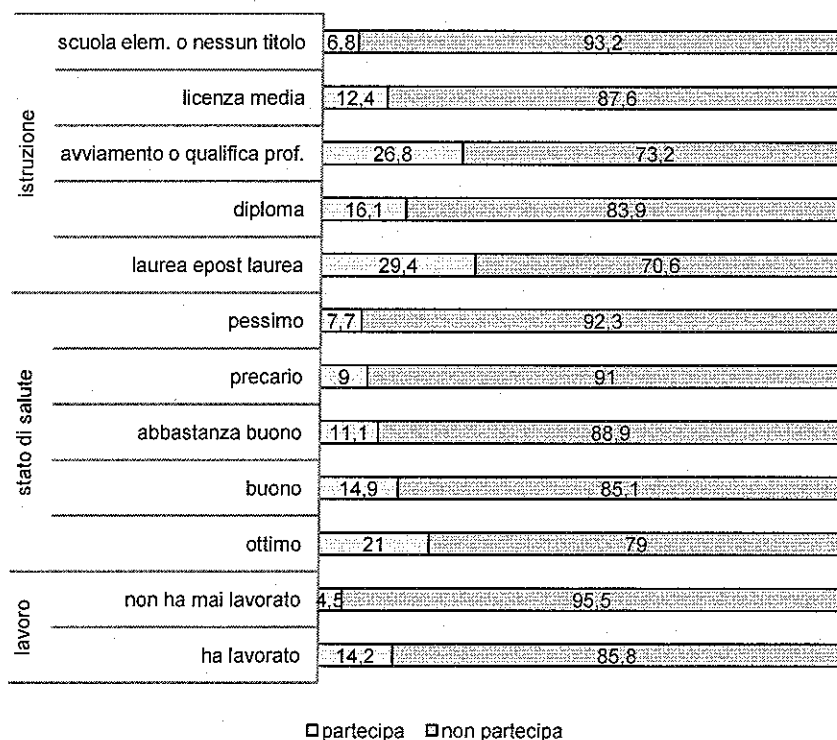 istruzione
scuola elem. o nessun titolo 6,8 93,2
licenza media 12,4 87,6
avviamento o qualifica prof. 26,8 73,2
diploma 16,1 83,9
laurea epost laurea 29,4 70,6
stato di salute
pessimo 7,7 92,3
precario 9 91
abbastanza buono 11,1 88,9
buono 14,9 85,1
ottimo 21 79
lavoro
non ha mai lavorato 4,5 95,5
ha lavorato 14,2 85,8
partecipa non partecipa